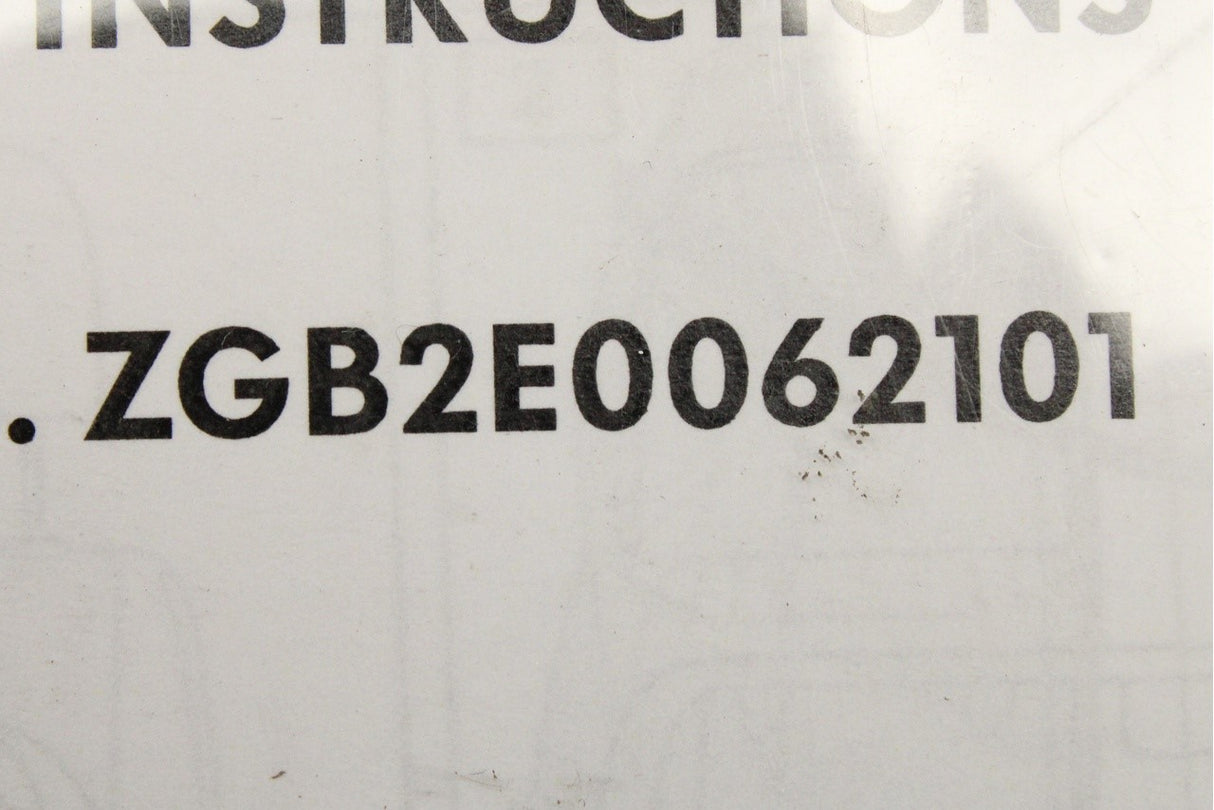 INSTRUCTIONS
. ZGB2E0062101